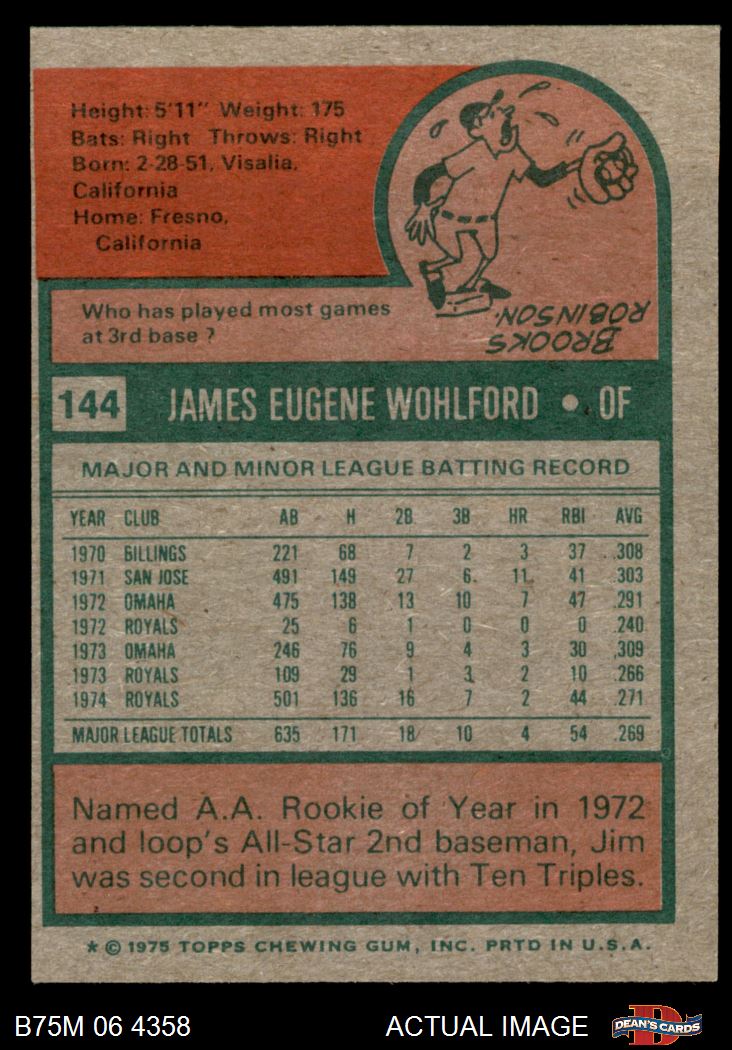 Height: 5'11" Weight: 175
Bats: Right Throws: Right
Born: 2-28-51, Visalia,
California
Home: Fresno,
California
Who has played most games
at 3rd base ?
BROOKS
ROBINSON.
144 JAMES EUGENE WOHLFORD • OF
MAJOR AND MINOR LEAGUE BATTING RECORD
YEAR CLUB AB H 2B 3B HR RBI AVG
1970 BILLINGS 221 68 7 2 3 37 .308
1971 SAN JOSE 491 149 27 6 11 41 .303
1972 OMAHA 475 138 13 10 7 47 .291
1972 ROYALS 25 6 1 0 0 0 .240
1973 OMAHA 246 76 9 4 3 30 .309
1973 ROYALS 109 29 1 3 2 10 .266
1974 ROYALS 501 136 16 7 2 44 .271
MAJOR LEAGUE TOTALS 635 171 18 10 4 54 .269
Named A.A. Rookie of Year in 1972
and loop's All-Star 2nd baseman, Jim
was second in league with Ten Triples.
* © 1975 TOPPS CHEWING GUM, INC. PRTD IN U.S.A.
B75M 06 4358 ACTUAL IMAGE DEAN'S CARDS